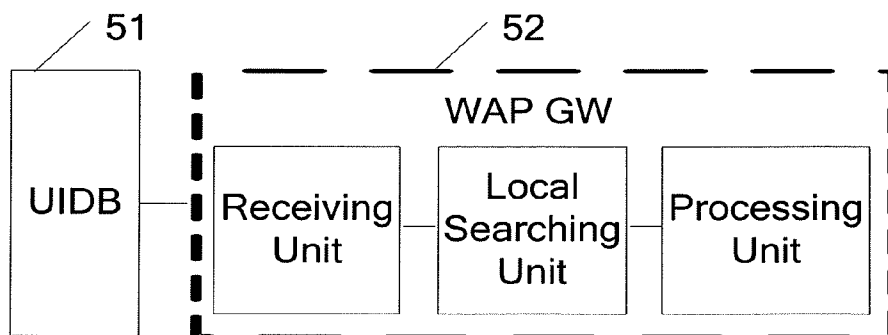 51
52
WAP GW
UIDB
Receiving
Unit
Local
Searching
Unit
Processing
Unit